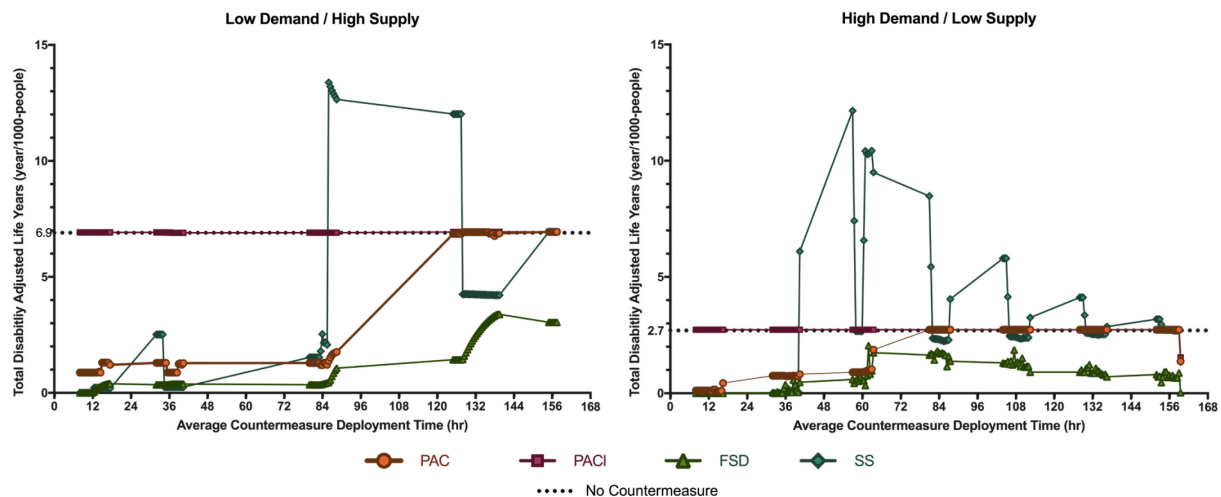 Low Demand / High Supply
Total Disabitliy Adjusted Life Years (year/1000-people)
15
10
6.9
5
0
0 12 24 36 48 60 72 84 96 108 120 132 144 156 168
Average Countermeasure Deployment Time (hr)
High Demand / Low Supply
Total Disabitliy Adjusted Life Years (year/1000-people)
15
10
5
2.7
0
0 12 24 36 48 60 72 84 96 108 120 132 144 156 168
Average Countermeasure Deployment Time (hr)
PAC PACI FSD SS
No Countermeasure